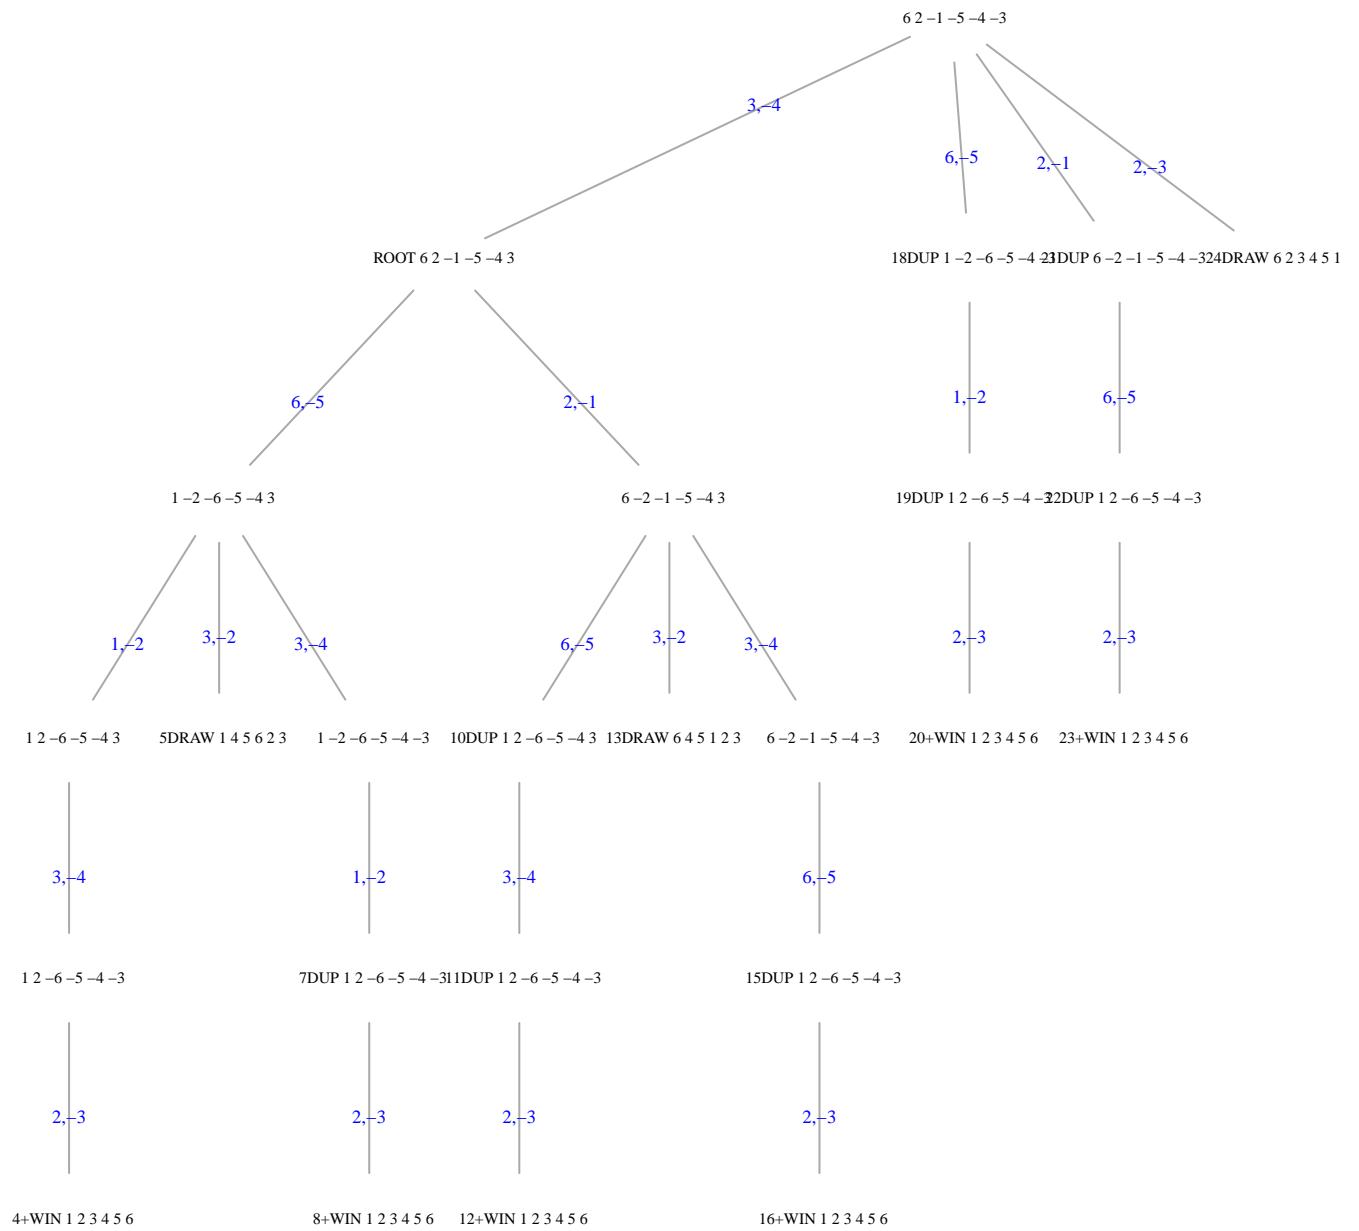 6 2 −1 −5 −4 −3
3,−4
6,−5
2,−1
2,−3
ROOT 6 2 −1 −5 −4 3
18DUP 1 −2 −6 −5 −4 −3
21DUP 6 −2 −1 −5 −4 −3
24DRAW 6 2 3 4 5 1
6,−5
2,−1
1,−2
6,−5
1 −2 −6 −5 −4 3
6 −2 −1 −5 −4 3
19DUP 1 2 −6 −5 −4 −3
22DUP 1 2 −6 −5 −4 −3
1,−2
3,−2
3,−4
6,−5
3,−2
3,−4
2,−3
2,−3
1 2 −6 −5 −4 3
5DRAW 1 4 5 6 2 3
1 −2 −6 −5 −4 −3
10DUP 1 2 −6 −5 −4 3
13DRAW 6 4 5 1 2 3
6 −2 −1 −5 −4 −3
20+WIN 1 2 3 4 5 6
23+WIN 1 2 3 4 5 6
3,−4
1,−2
3,−4
6,−5
1 2 −6 −5 −4 −3
7DUP 1 2 −6 −5 −4 −3
11DUP 1 2 −6 −5 −4 −3
15DUP 1 2 −6 −5 −4 −3
2,−3
2,−3
2,−3
2,−3
4+WIN 1 2 3 4 5 6
8+WIN 1 2 3 4 5 6
12+WIN 1 2 3 4 5 6
16+WIN 1 2 3 4 5 6